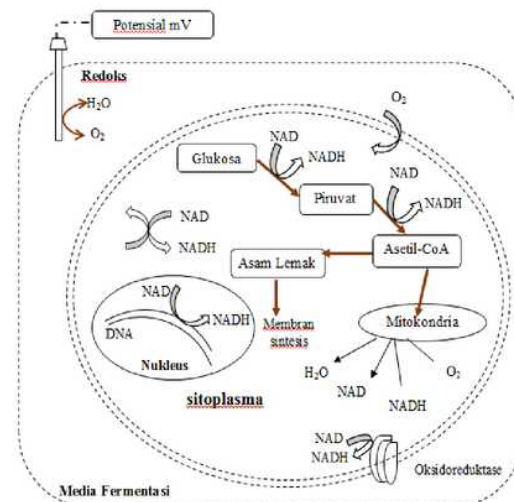 Potensial mV
Redoks
H₂O
O₂
O₂
NAD
NADH
Glukosa
NAD
NADH
Piruvat
NAD
NADH
Asetil-CoA
Asam Lemak
NAD
NADH
DNA
Nukleus
Membran
sintesis
Mitokondria
sitoplasma
H₂O
NAD
NADH
O₂
NAD
NADH
Oksidoreduktase
Media Fermentasi